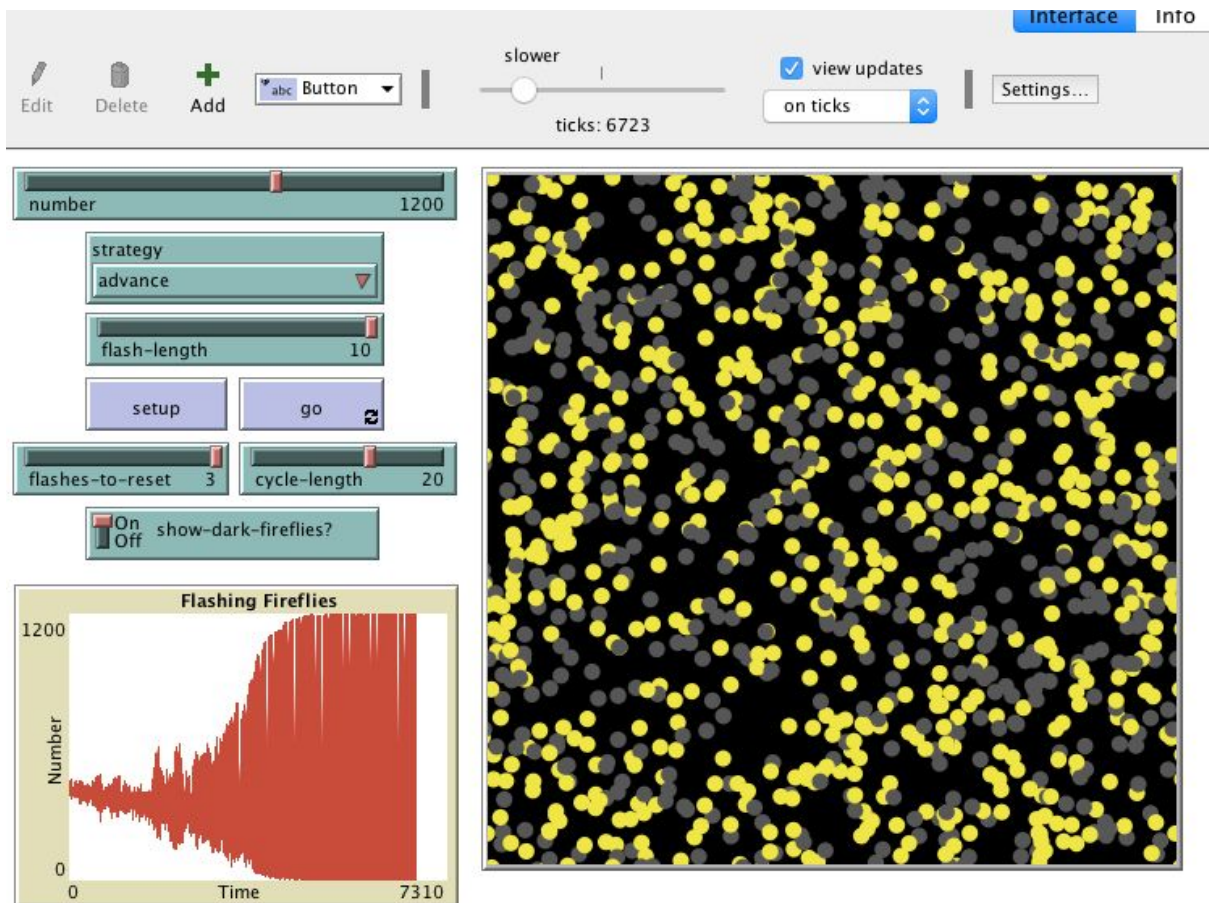 Interface Info
slower
Edit Delete Add abc Button
view updates
on ticks
Settings...
ticks: 6723
number 1200
strategy
advance
flash-length 10
setup go
flashes-to-reset 3 cycle-length 20
On
Off show-dark-fireflies?
Flashing Fireflies
1200
Number
0
0 Time 7310